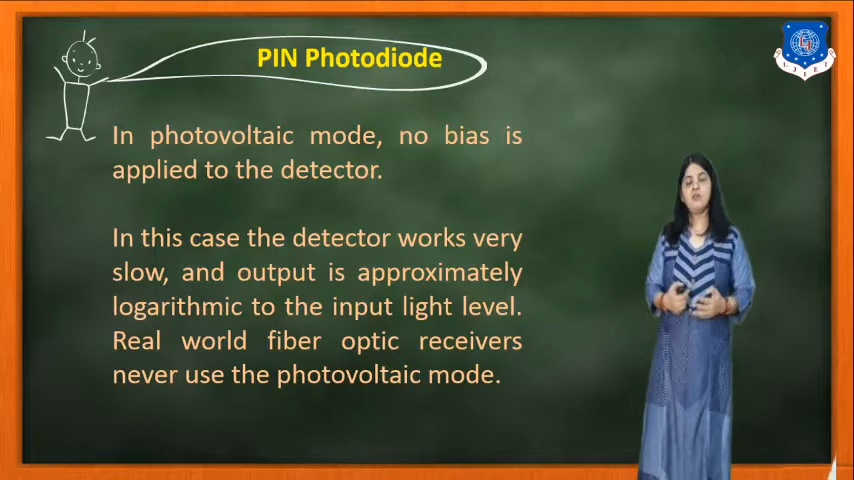 PIN Photodiode
In photovoltaic mode, no bias is
applied to the detector.
In this case the detector works very
slow, and output is approximately
logarithmic to the input light level.
Real world fiber optic receivers
never use the photovoltaic mode.
LJIET